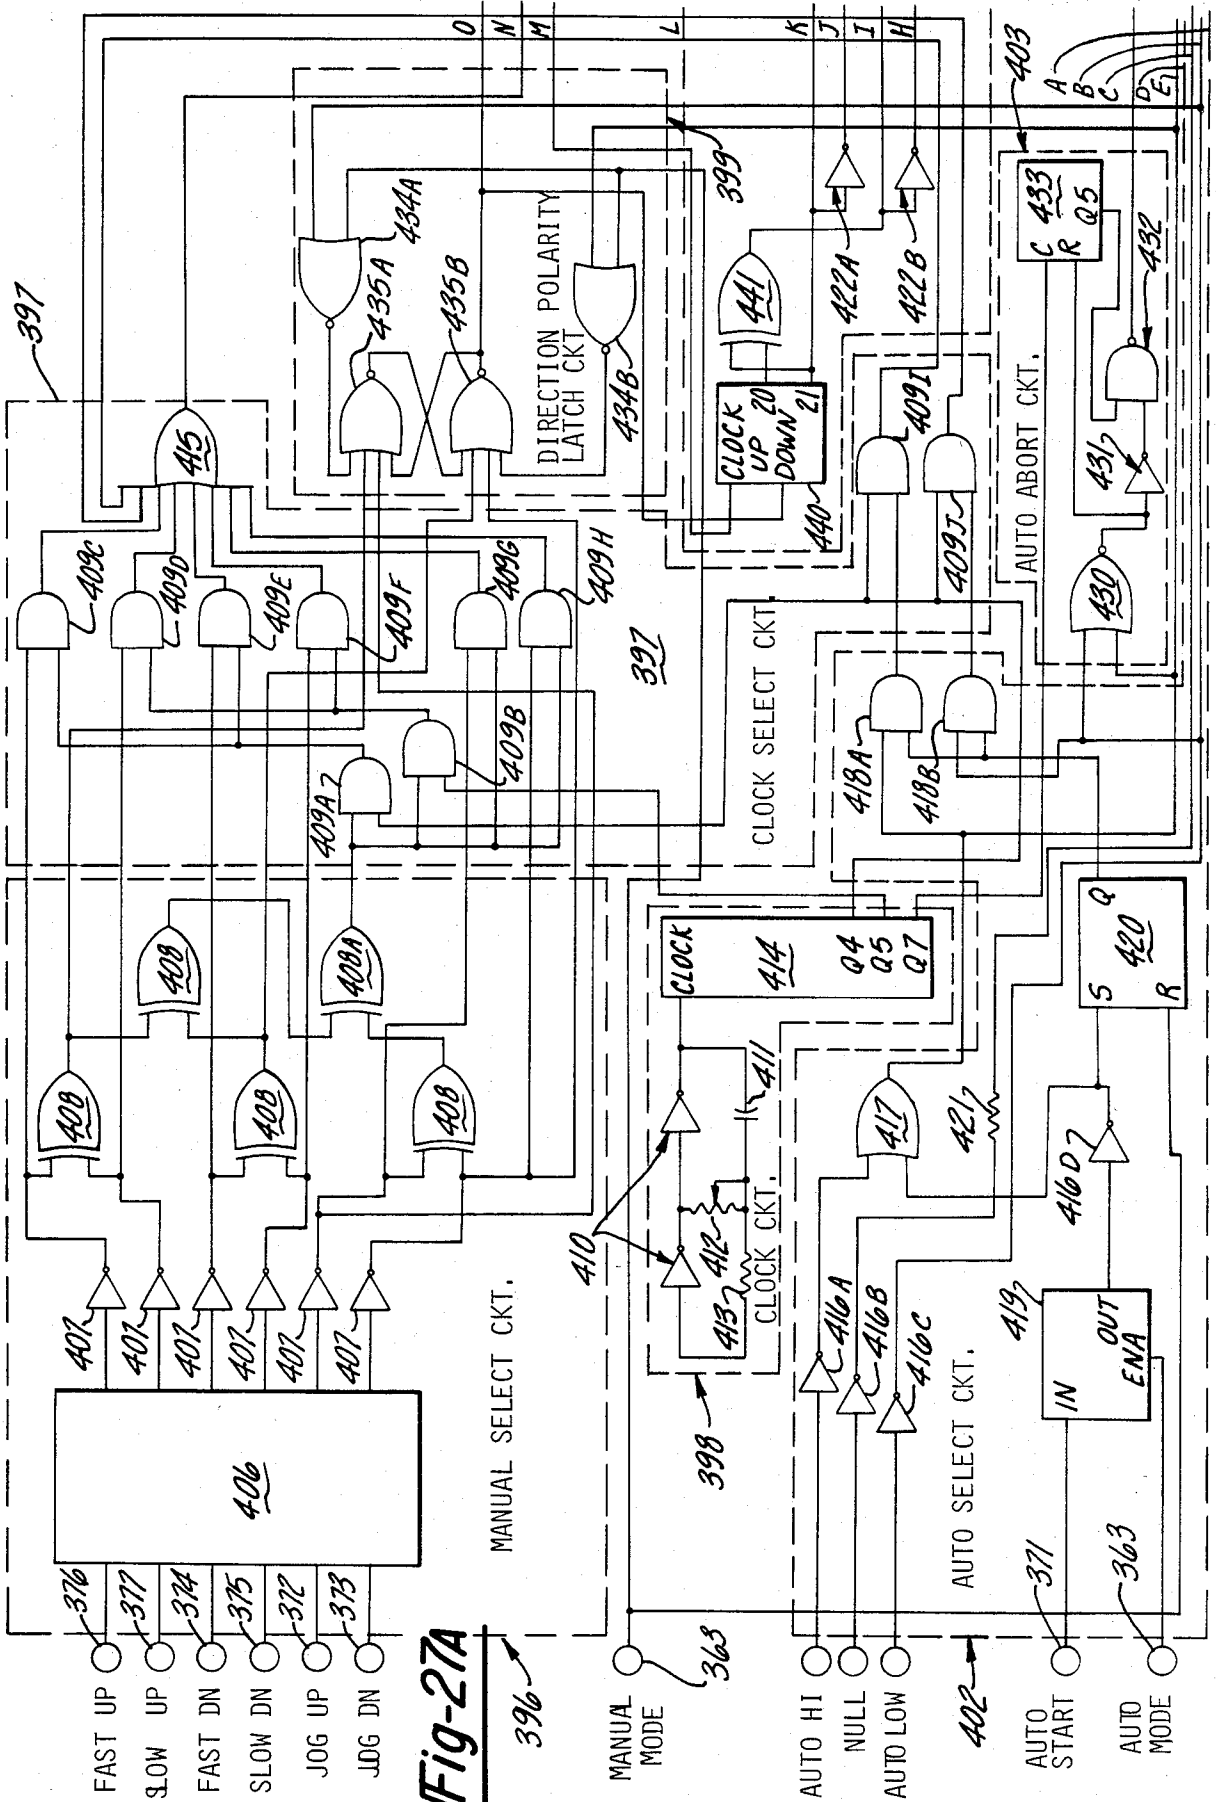 FAST UP
SLOW UP
FAST DN
SLOW DN
JOG UP
JOG DN
376
377
374
375
372
373
406
407
407
407
407
407
407
408
408
408
408
408A
MANUAL SELECT CKT.
Fig-27A
396
397
409A
409B
409C
409D
409E
409F
409G
409H
415
397
CLOCK SELECT CKT.
434A
435A
435B
434B
DIRECTION POLARITY
LATCH CKT
399
O
N
M
L
K
J
I
H
441
CLOCK
UP 20
DOWN 21
440
422A
422B
409I
409J
MANUAL
MODE
363
398
410
411
412
413
CLOCK CKT.
CLOCK
414
Q4
Q5
Q7
AUTO HI
NULL
AUTO LOW
402
AUTO
START
AUTO
MODE
371
363
416A
416B
416C
416D
417
418A
418B
419
IN
OUT
ENA
420
S
Q
R
421
AUTO SELECT CKT.
AUTO ABORT CKT.
430
431
432
433
C
R
Q5
403
A
B
C
D
E